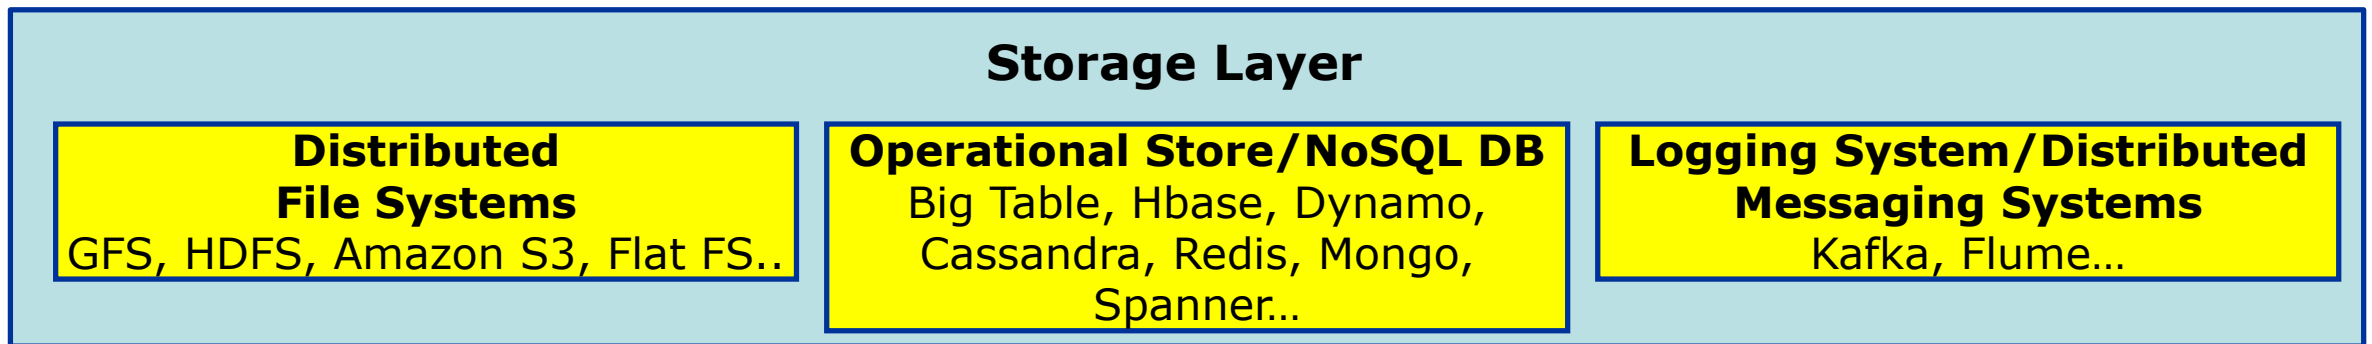 Storage Layer
Distributed
File Systems
GFS, HDFS, Amazon S3, Flat FS..
Operational Store/NoSQL DB
Big Table, Hbase, Dynamo,
Cassandra, Redis, Mongo,
Spanner…
Logging System/Distributed
Messaging Systems
Kafka, Flume…